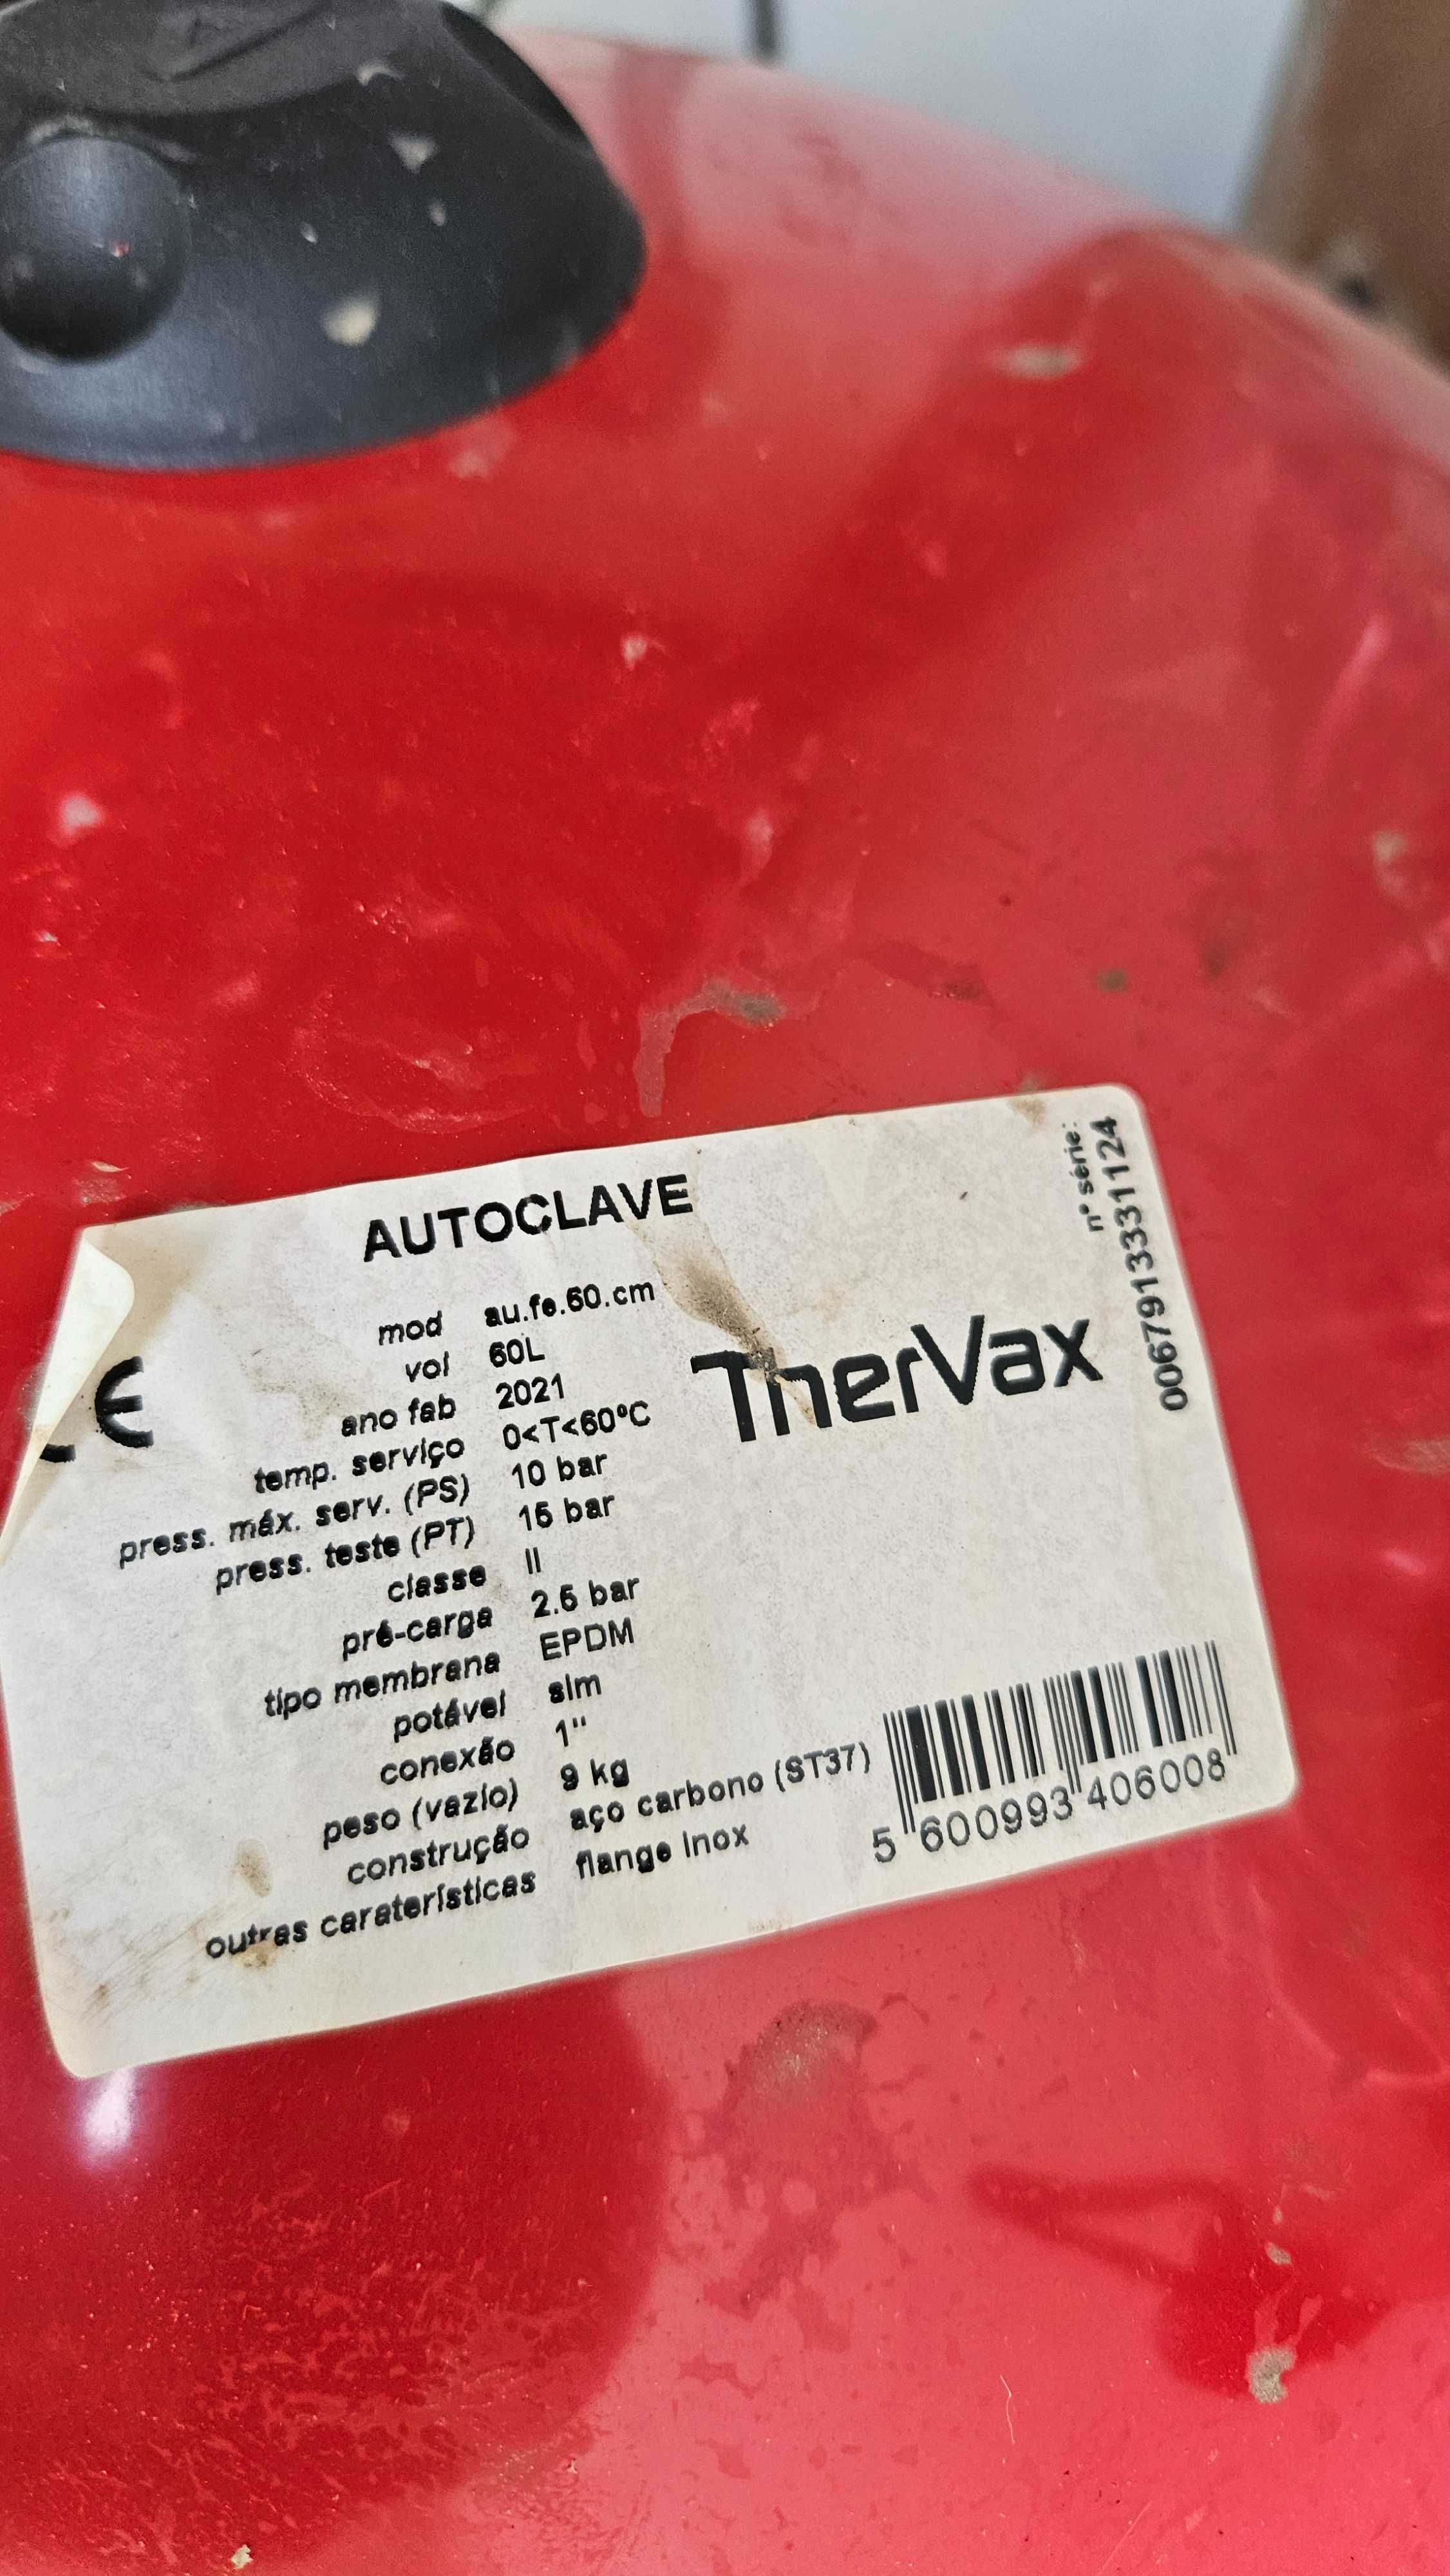 AUTOCLAVE
mod au.fe.60.cm
vol 60L
ano fab 2021
temp. serviço 0<T<60ºC
press. máx. serv. (PS) 10 bar
press. teste (PT) 15 bar
classe II
pré-carga 2.5 bar
tipo membrana EPDM
potável sim
conexão 1"
peso (vazio) 9 kg
construção aço carbono (ST37)
outras caraterísticas flange inox
CE
TherVax
nº série:
006791333112​4
5 600993 406008